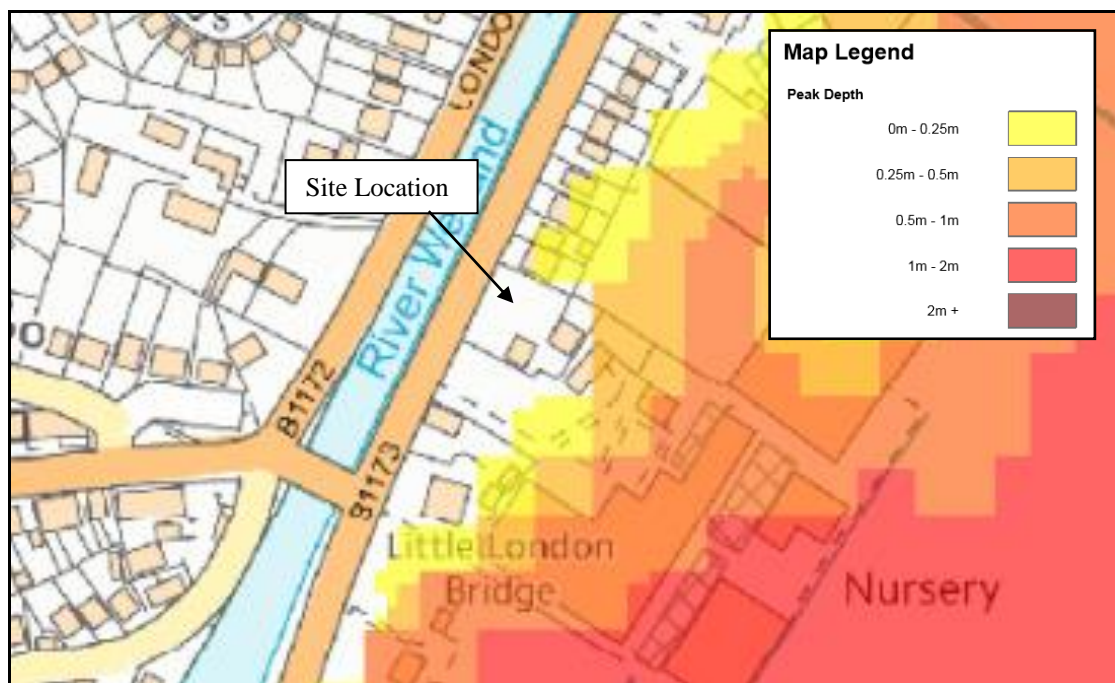 LONDO
Map Legend
Peak Depth
0m - 0.25m
0.25m - 0.5m
0.5m - 1m
1m - 2m
2m +
Site Location
River Welland
B1172
B1173
Little London
Bridge
Nursery